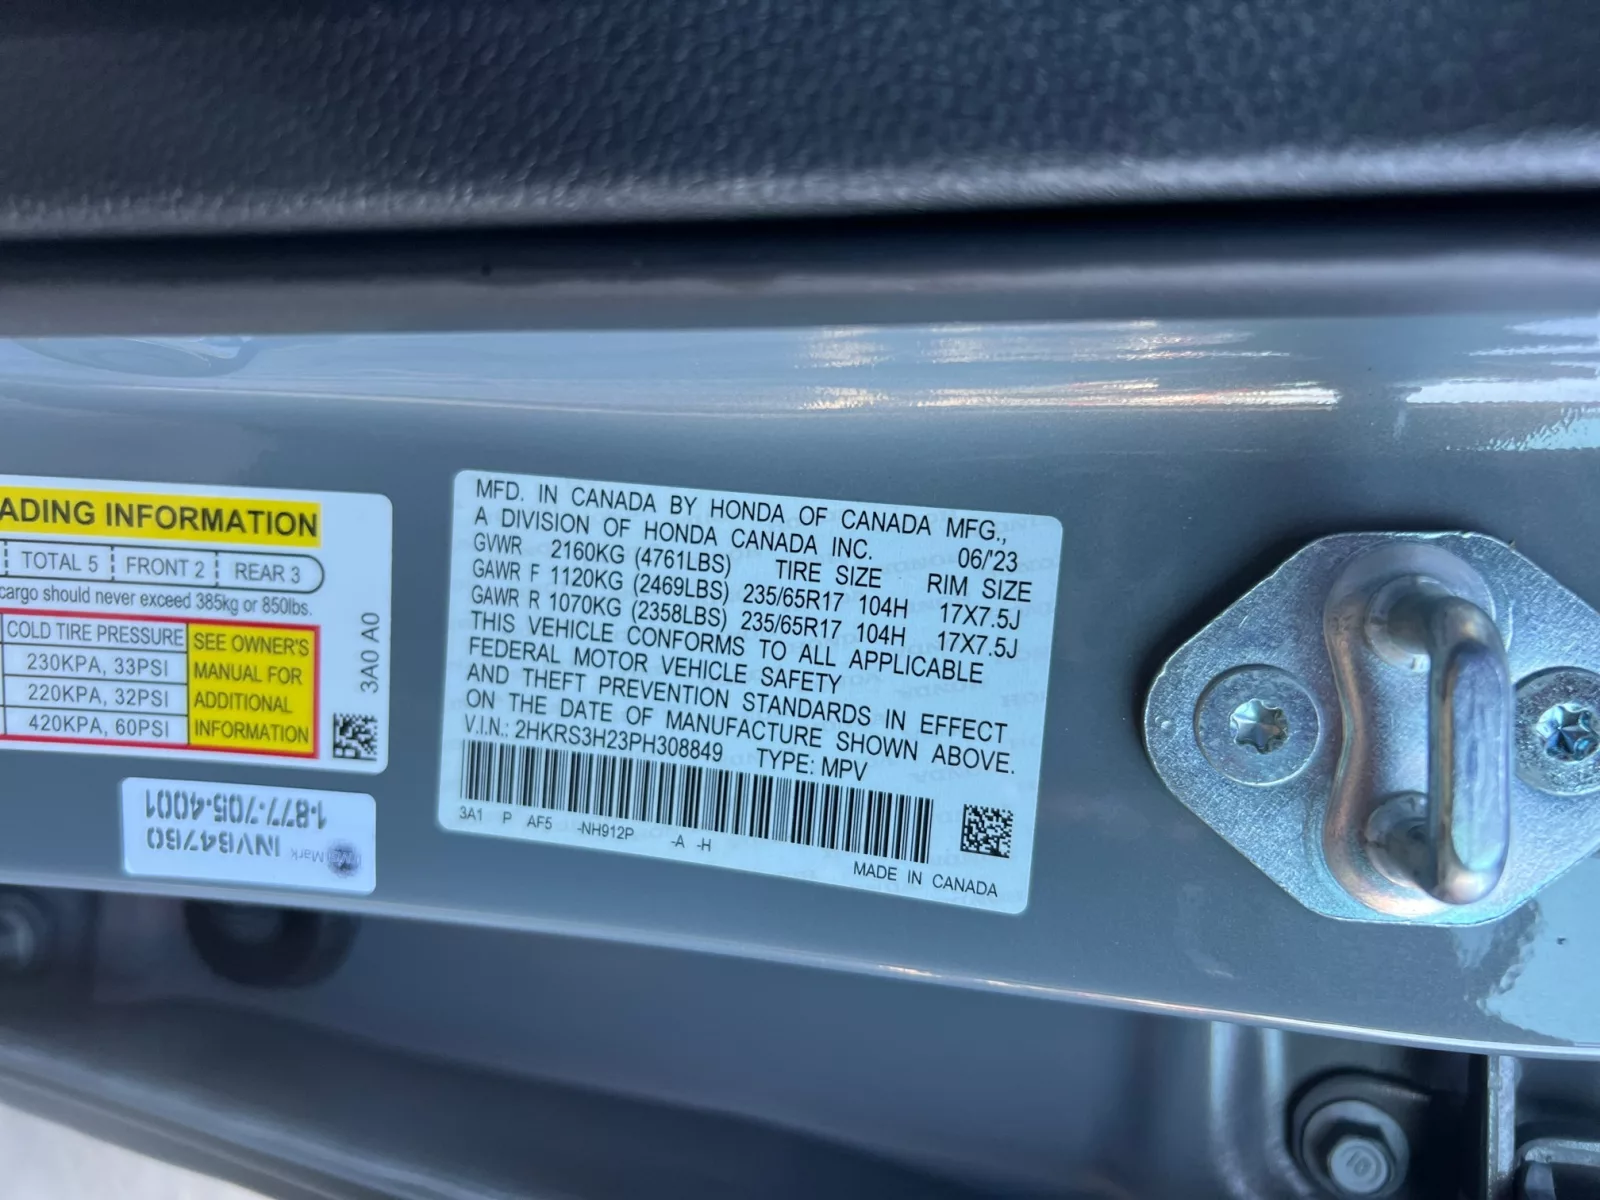 ADING INFORMATION
TOTAL 5 FRONT 2 REAR 3
cargo should never exceed 385kg or 850lbs.
COLD TIRE PRESSURE
230KPA, 33PSI
220KPA, 32PSI
420KPA, 60PSI
SEE OWNER'S
MANUAL FOR
ADDITIONAL
INFORMATION
3A0 A0
INVB47B0
1-877-705-4001
MFD. IN CANADA BY HONDA OF CANADA MFG.,
A DIVISION OF HONDA CANADA INC. 06/'23
GVWR 2160KG (4761LBS) TIRE SIZE RIM SIZE
GAWR F 1120KG (2469LBS) 235/65R17 104H 17X7.5J
GAWR R 1070KG (2358LBS) 235/65R17 104H 17X7.5J
THIS VEHICLE CONFORMS TO ALL APPLICABLE
FEDERAL MOTOR VEHICLE SAFETY
AND THEFT PREVENTION STANDARDS IN EFFECT
ON THE DATE OF MANUFACTURE SHOWN ABOVE.
V.I.N.: 2HKRS3H23PH308849 TYPE: MPV
3A1 P AF5 -NH912P -A -H
MADE IN CANADA